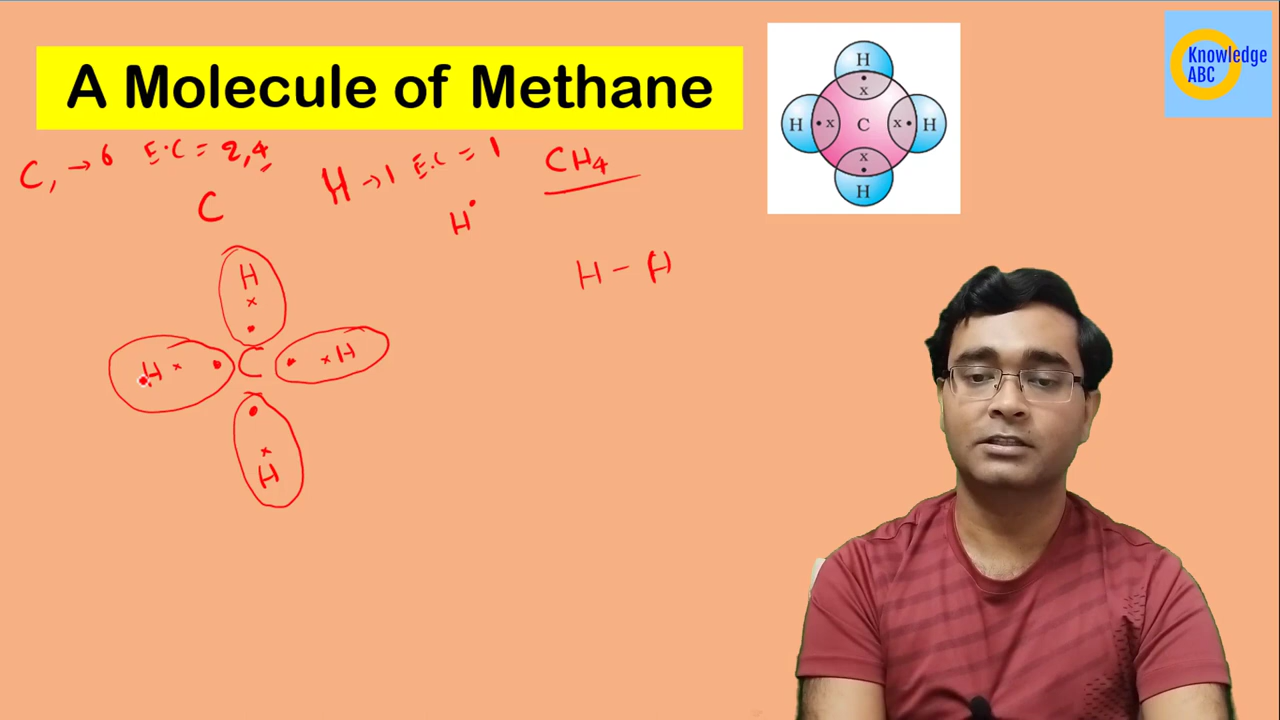 A Molecule of Methane
Knowledge
ABC
C, → 6 E.C = 2,4
H → 1 E.C = 1
CH₄
C
H•
H – H
H
x
•
H x • C • x H
•
x
H
H
•
x
H • x C x • H
x
•
H